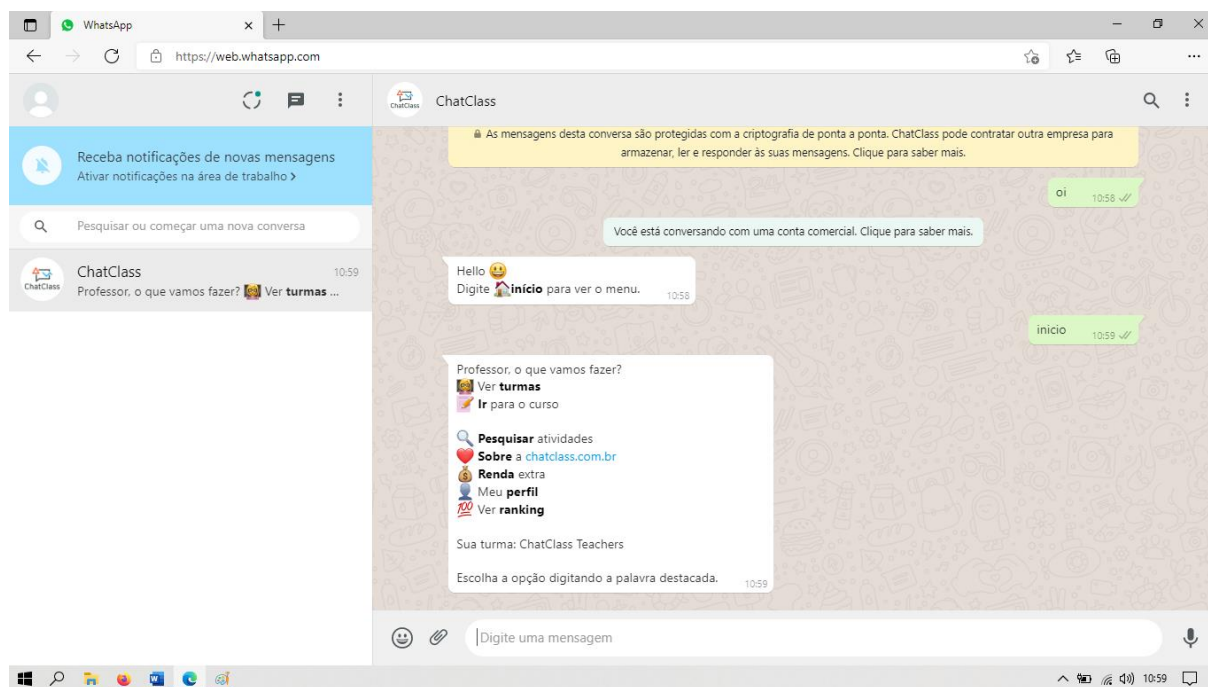 WhatsApp
https://web.whatsapp.com
ChatClass
ChatClass
Receba notificações de novas mensagens
Ativar notificações na área de trabalho >
Pesquisar ou começar uma nova conversa
ChatClass
ChatClass
10:59
Professor, o que vamos fazer? Ver turmas ...
As mensagens desta conversa são protegidas com a criptografia de ponta a ponta. ChatClass pode contratar outra empresa para
armazenar, ler e responder às suas mensagens. Clique para saber mais.
oi
10:58
Você está conversando com uma conta comercial. Clique para saber mais.
Hello
Digite início para ver o menu.
10:58
inicio
10:59
Professor, o que vamos fazer?
Ver turmas
Ir para o curso
Pesquisar atividades
Sobre a chatclass.com.br
Renda extra
Meu perfil
100 Ver ranking
Sua turma: ChatClass Teachers
Escolha a opção digitando a palavra destacada.
10:59
Digite uma mensagem
10:59